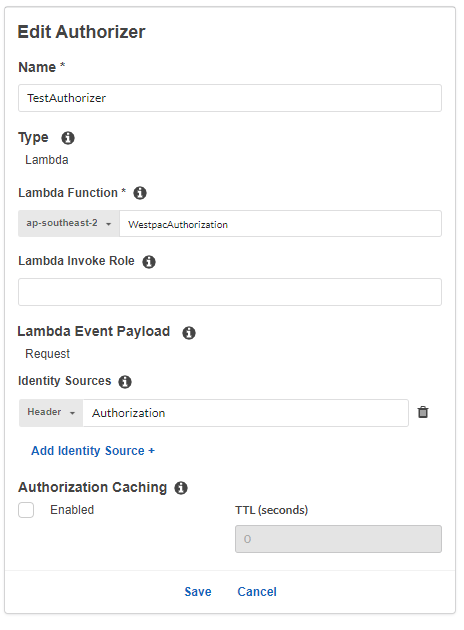 Edit Authorizer
Name *
TestAuthorizer
Type
Lambda
Lambda Function *
ap-southeast-2 WestpacAuthorization
Lambda Invoke Role
Lambda Event Payload
Request
Identity Sources
Header Authorization
Add Identity Source +
Authorization Caching
Enabled TTL (seconds)
0
Save Cancel